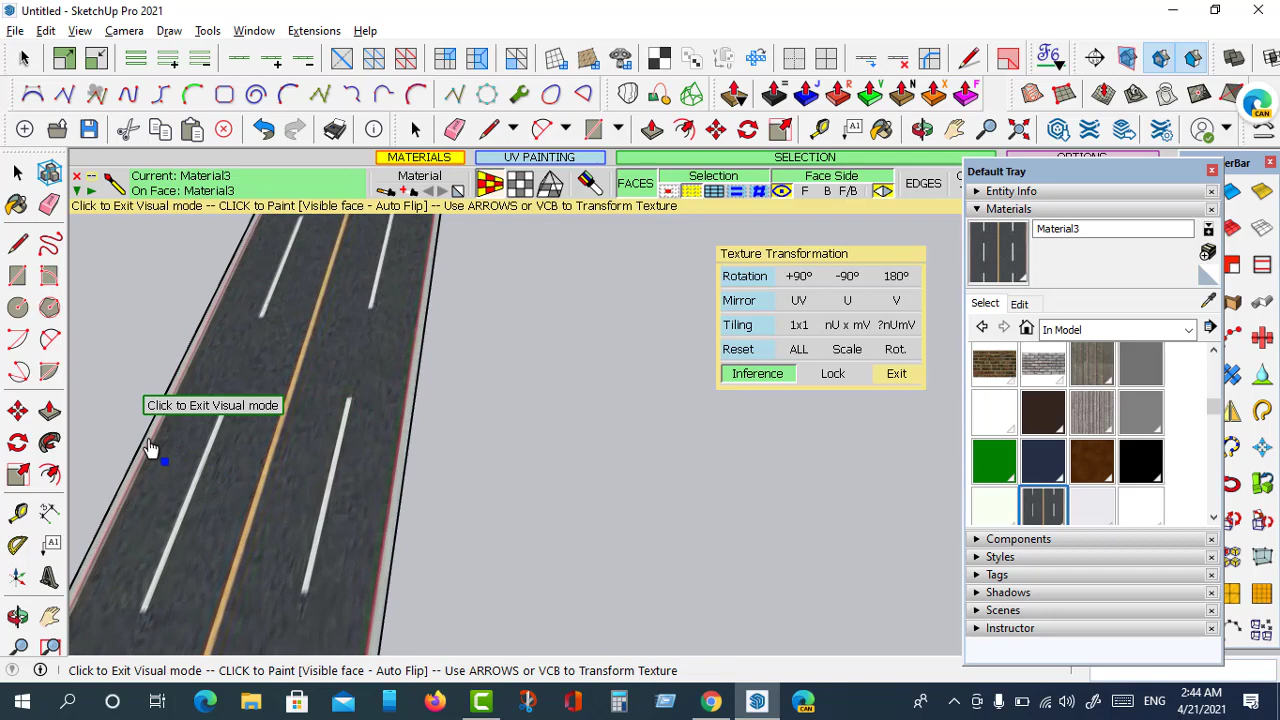 Untitled - SketchUp Pro 2021
File Edit View Camera Draw Tools Window Extensions Help
CAN
MATERIALS UV PAINTING SELECTION OPTIONS
Current: Material3
On Face: Material3
Material
FACES
Selection
Face Side
F B F/B
EDGES
Click to Exit Visual mode -- CLICK to Paint [Visible face - Auto Flip] -- Use ARROWS or VCB to Transform Texture
Texture Transformation
Rotation +90° -90° 180°
Mirror UV U V
Tiling 1x1 nU x mV ?nUmV
Reset ALL Scale Rot.
Inference Lock Exit
Click to Exit Visual mode
Default Tray
Entity Info
Materials
Material3
Select Edit
In Model
Components
Styles
Tags
Shadows
Scenes
Instructor
Click to Exit Visual mode -- CLICK to Paint [Visible face - Auto Flip] -- Use ARROWS or VCB to Transform Texture
ENG
2:44 AM
4/21/2021